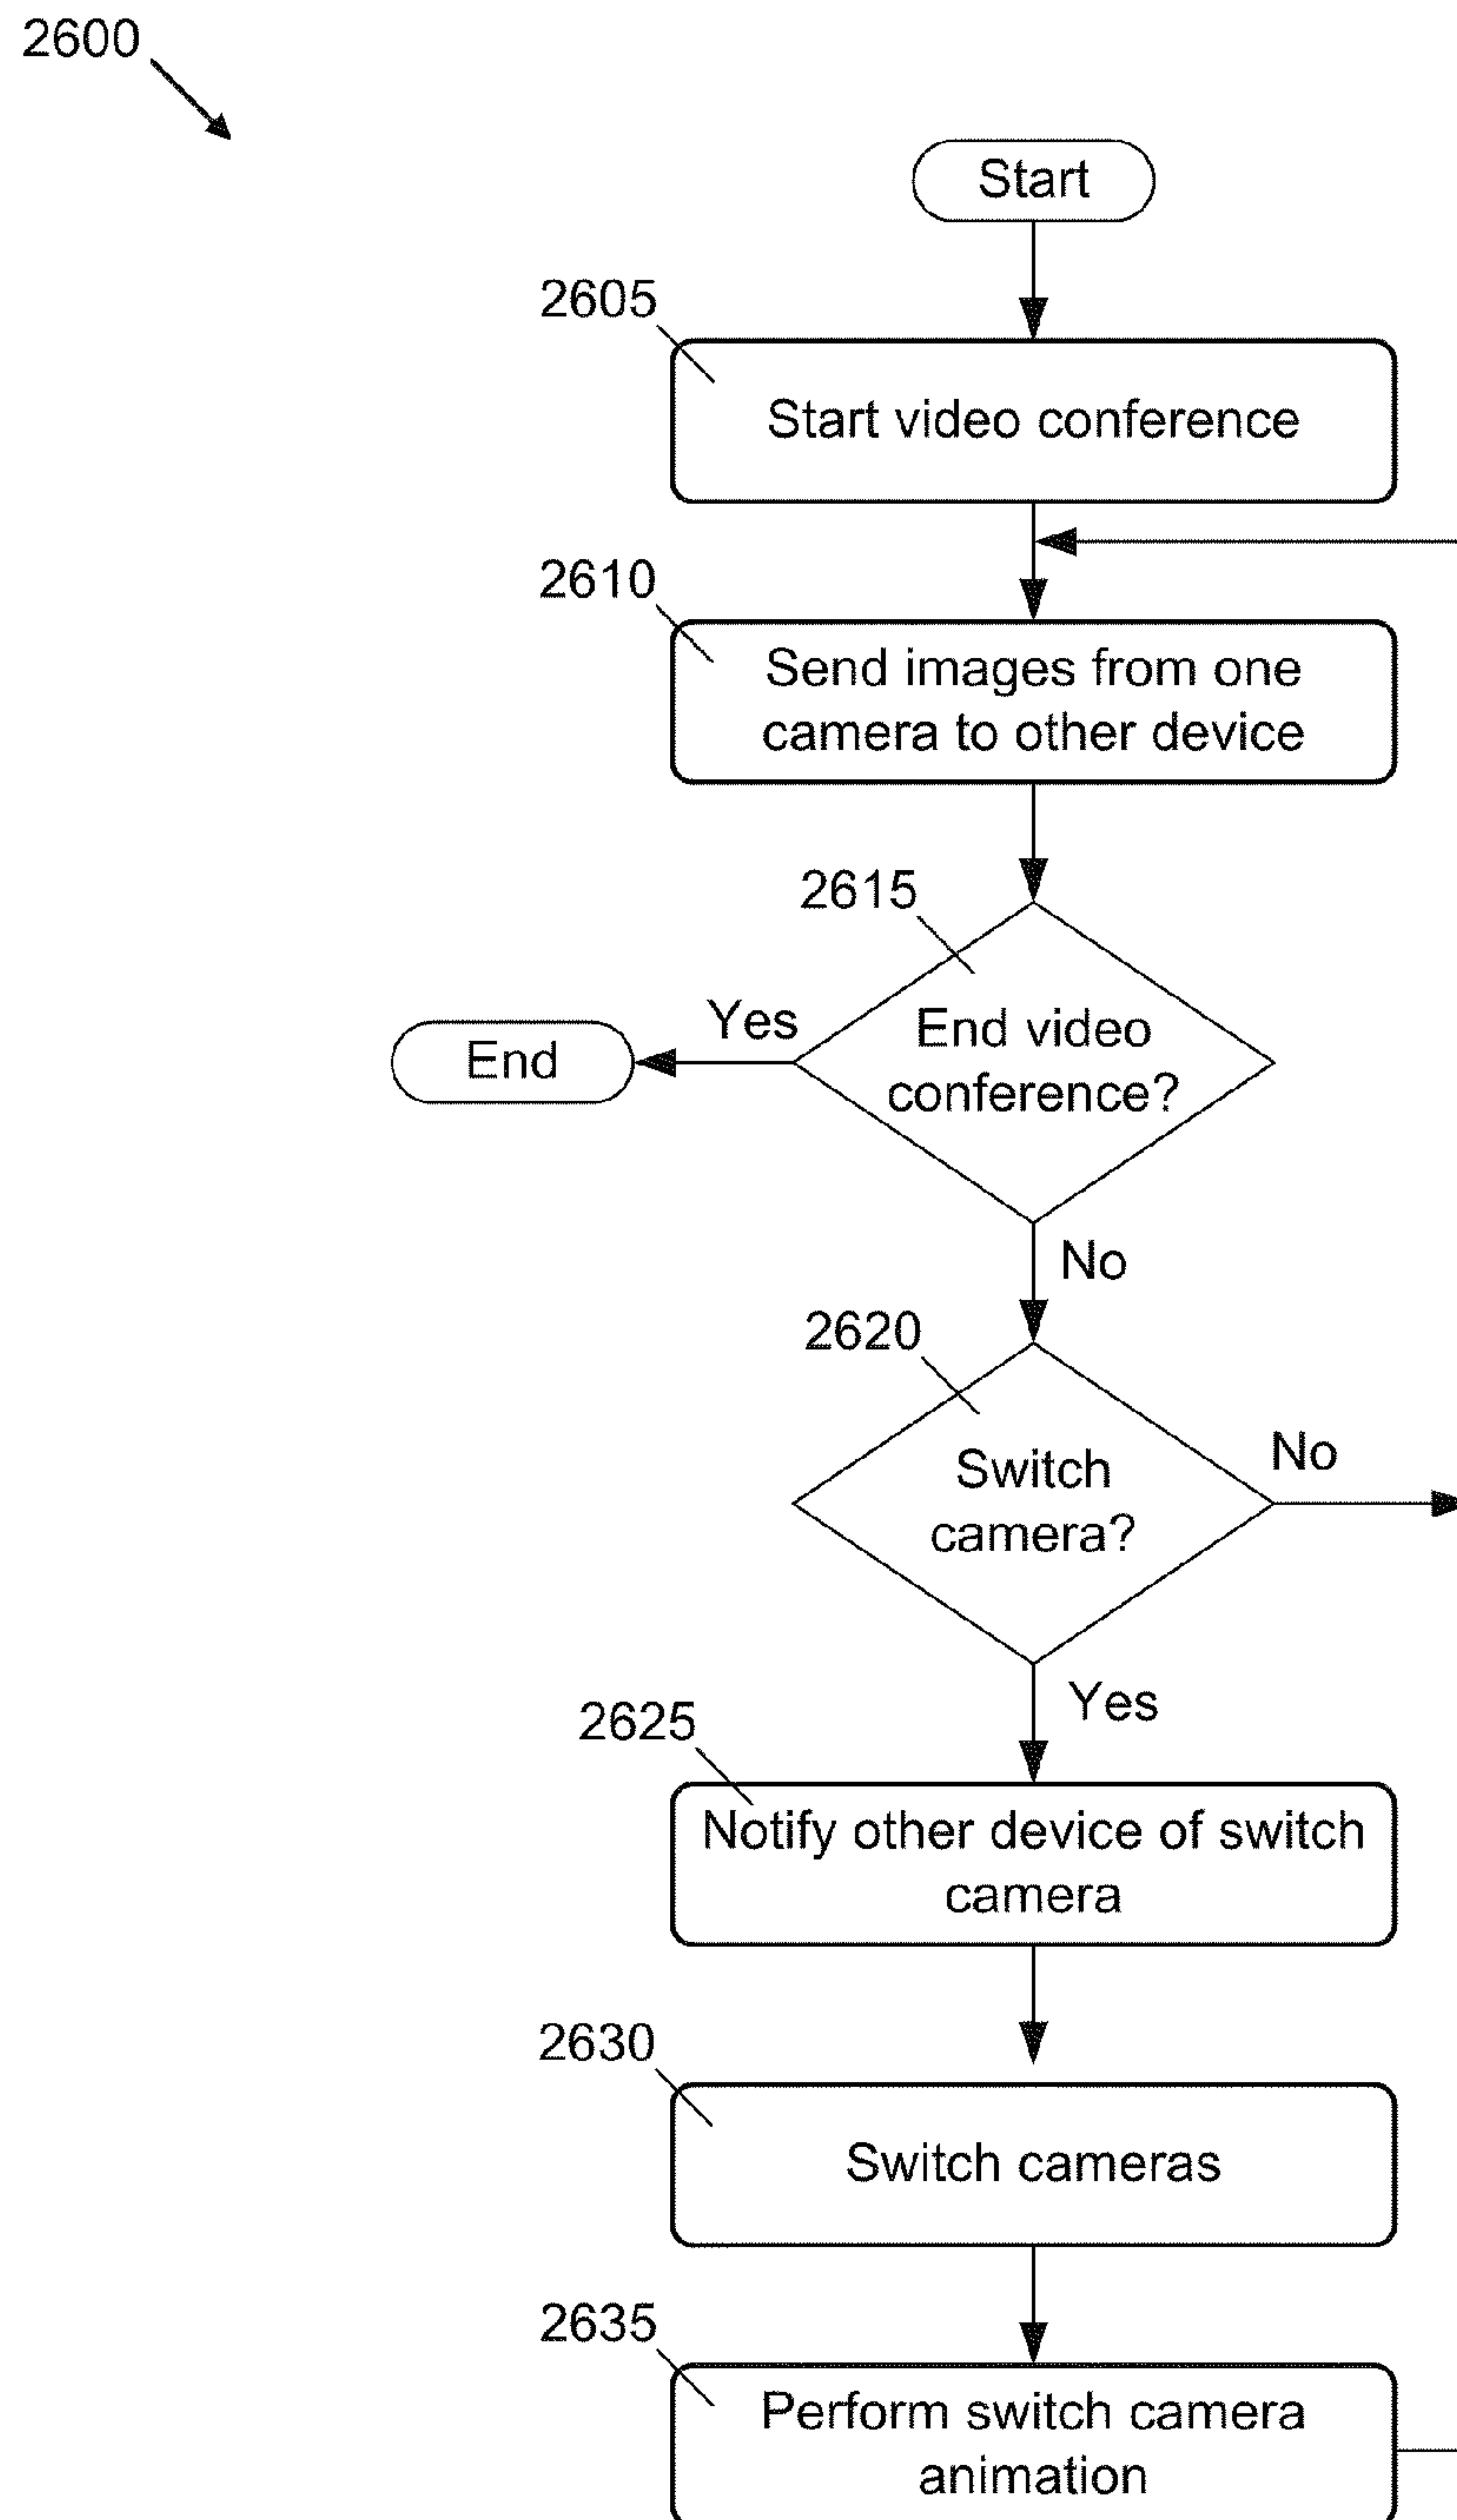 2600
Start
2605
Start video conference
2610
Send images from one
camera to other device
2615
End video
conference?
Yes
End
No
2620
Switch
camera?
No
Yes
2625
Notify other device of switch
camera
2630
Switch cameras
2635
Perform switch camera
animation